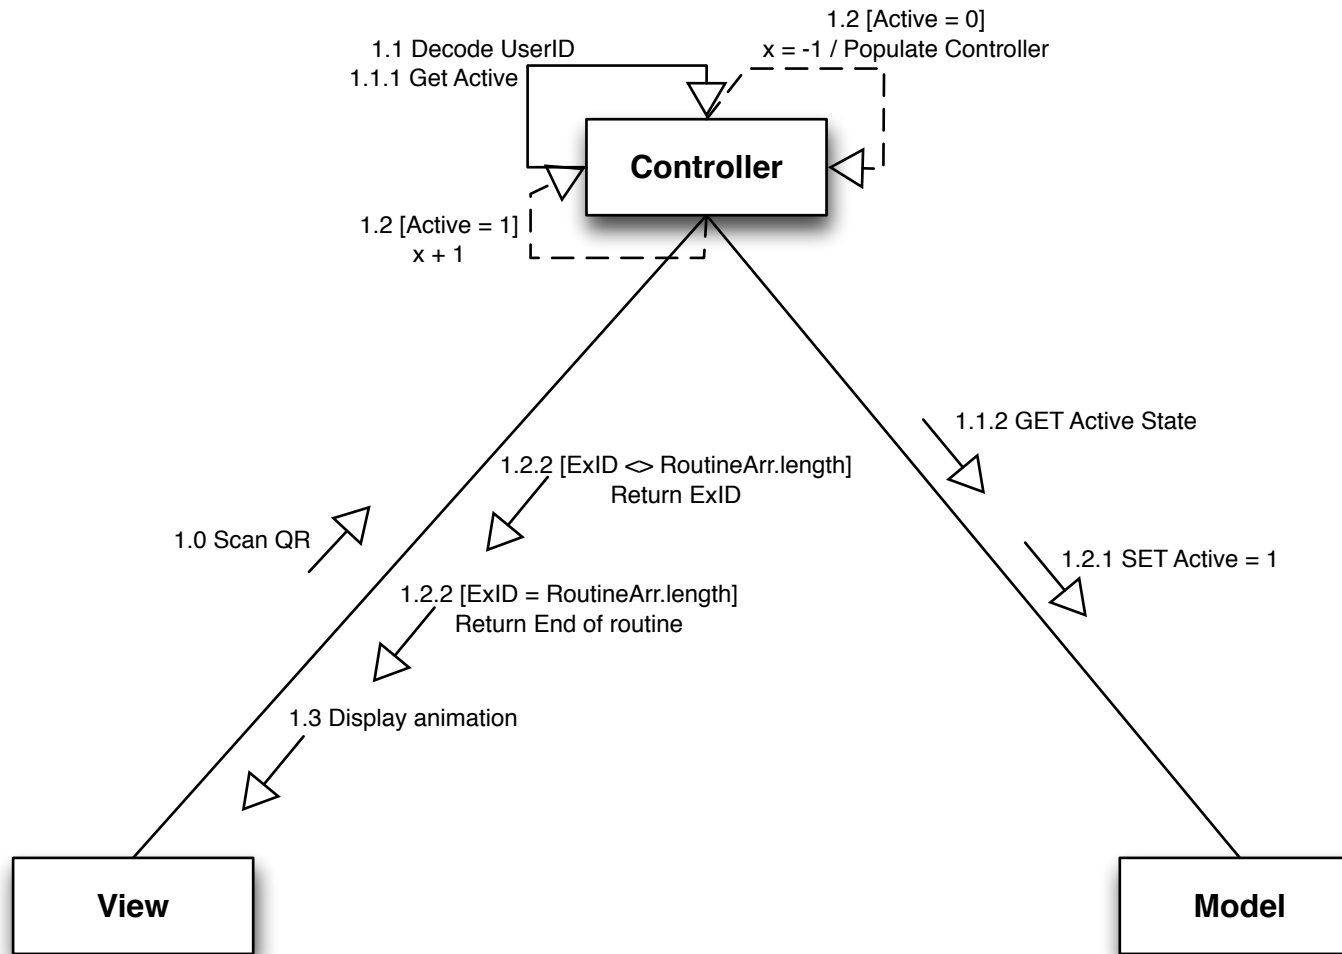 1.2 [Active = 0]
x = -1 / Populate Controller
1.1 Decode UserID
1.1.1 Get Active
Controller
1.2 [Active = 1]
x + 1
1.1.2 GET Active State
1.2.2 [ExID <> RoutineArr.length]
Return ExID
1.0 Scan QR
1.2.1 SET Active = 1
1.2.2 [ExID = RoutineArr.length]
Return End of routine
1.3 Display animation
View
Model